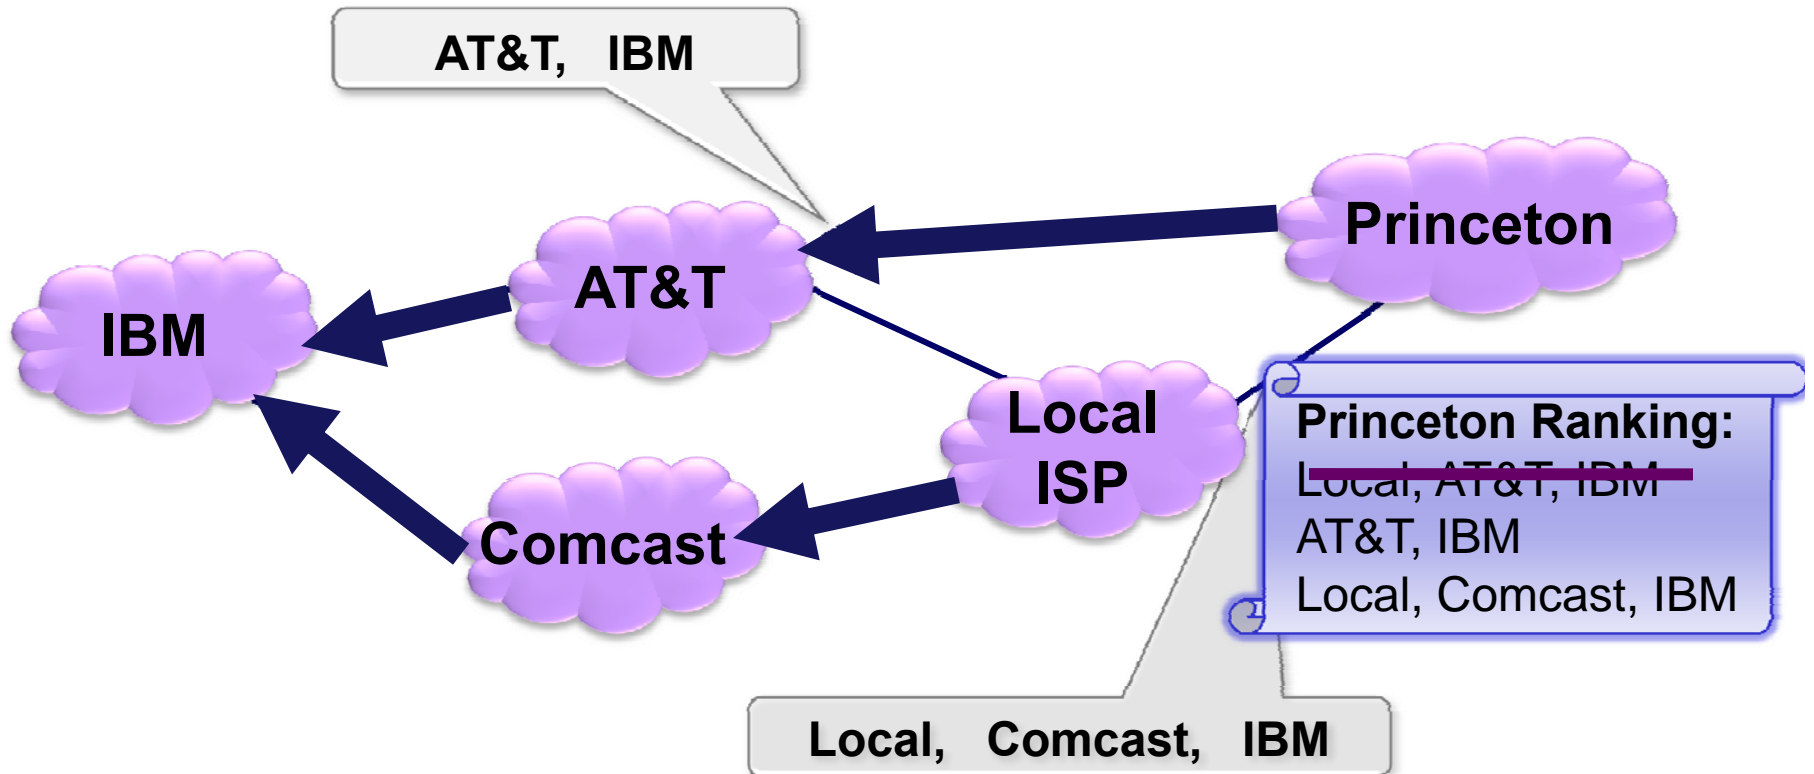 AT&T, IBM
Princeton
AT&T
IBM
Local
ISP
Comcast
Princeton Ranking:
Local, AT&T, IBM
AT&T, IBM
Local, Comcast, IBM
Local, Comcast, IBM